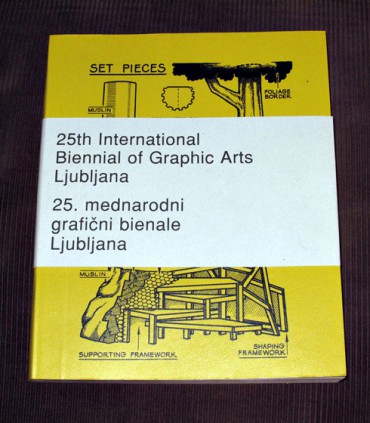 SET PIECES
MUSLIN
FOLIAGE
BORDER
25th International
Biennial of Graphic Arts
Ljubljana
25. mednarodni
grafični bienale
Ljubljana
MUSLIN
SUPPORTING FRAMEWORK
SHAPING
FRAMEWORK